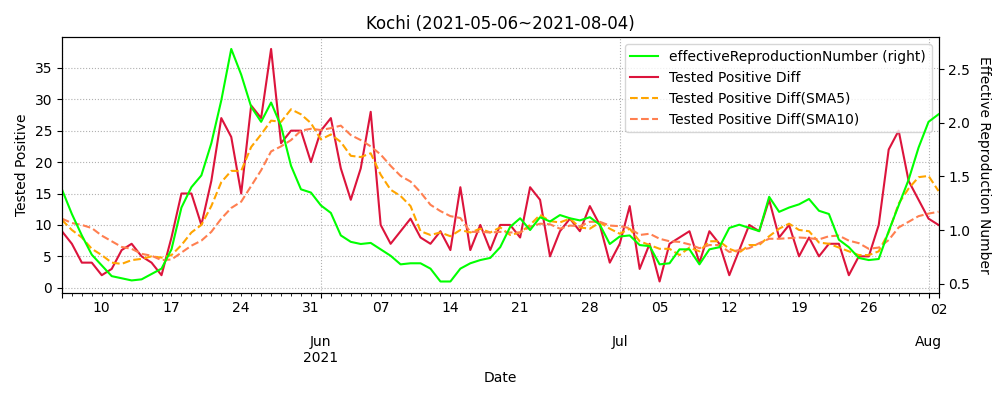 Kochi (2021-05-06~2021-08-04)
effectiveReproductionNumber (right)
Tested Positive Diff
Tested Positive Diff(SMA5)
Tested Positive Diff(SMA10)
Tested Positive
35
30
25
20
15
10
5
0
2.5
2.0
1.5
1.0
0.5
Effective Reproduction Number
10 17 24 31 07 14 21 28 05 12 19 26 02
Jun Jul Aug
2021
Date